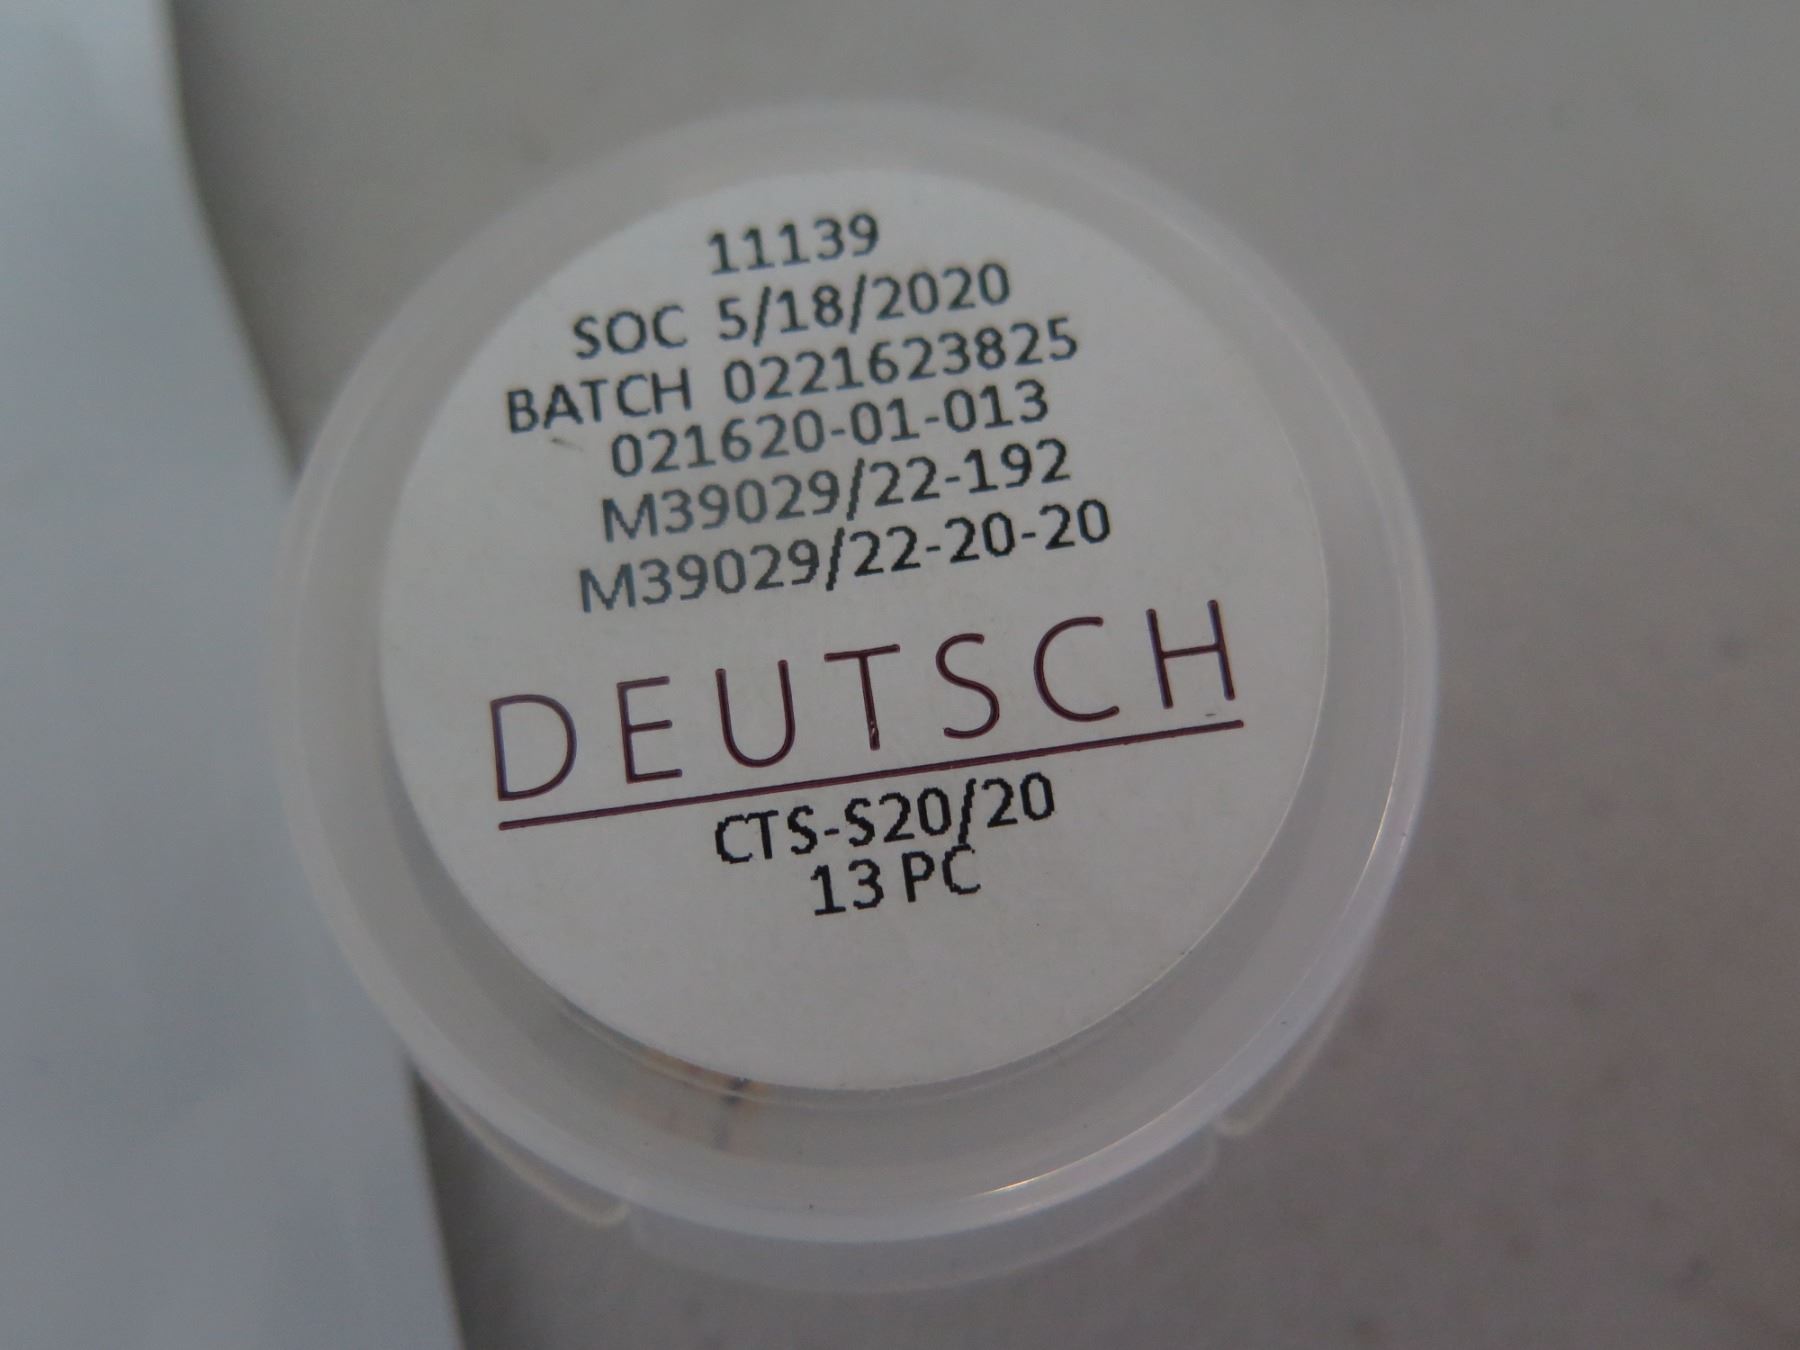 11139
SOC 5/18/2020
BATCH 0221623825
021620-01-013
M39029/22-192
M39029/22-20-20
DEUTSCH
CTS-S20/20
13 PC